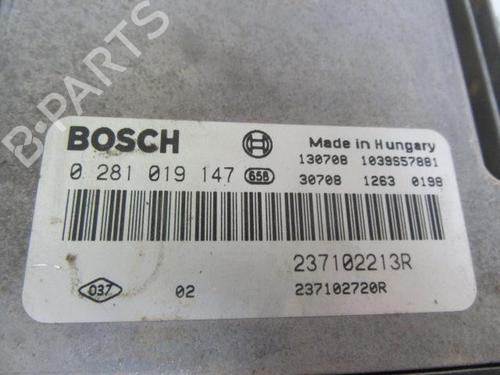 B-PARTS
BOSCH
Made in Hungary
130708 1039S57881
0 281 019 147 658 30708 1263 0198
237102213R
037 02 237102720R